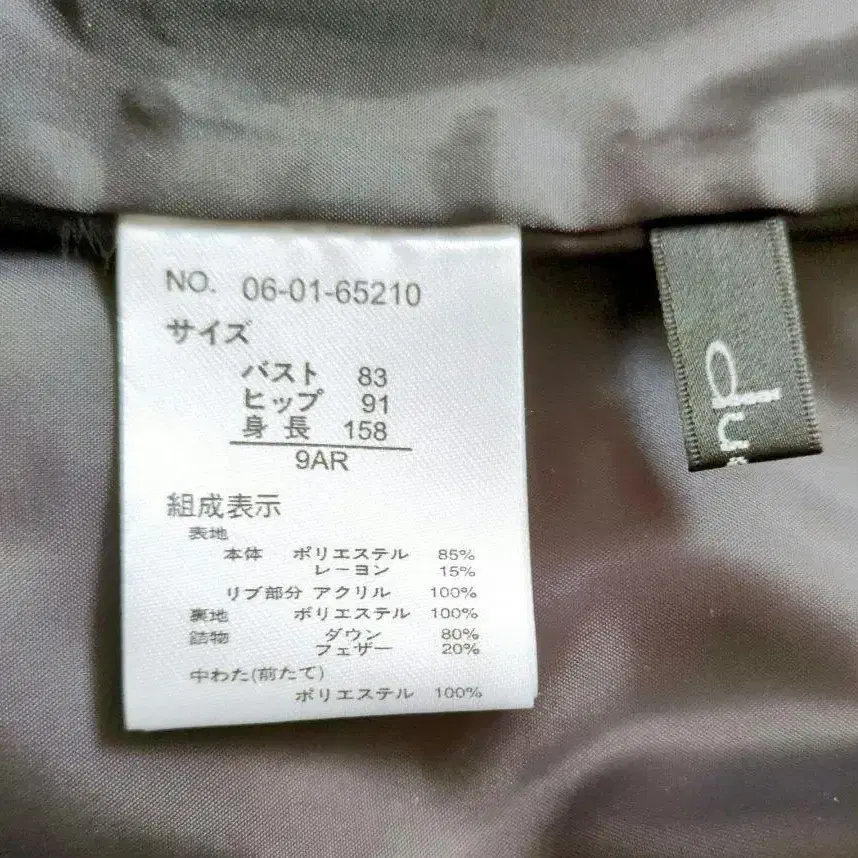 NO. 06-01-65210
サイズ
バスト 83
ヒップ 91
身長 158
9AR
組成表示
表地
本体 ポリエステル 85%
レーヨン 15%
リブ部分 アクリル 100%
裏地 ポリエステル 100%
詰物 ダウン 80%
フェザー 20%
中わた(前たて)
ポリエステル 100%